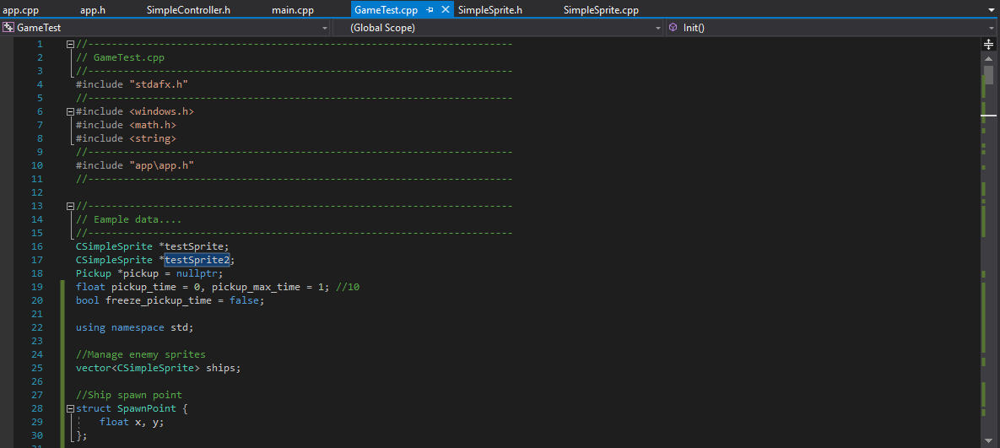 app.cpp app.h SimpleController.h main.cpp GameTest.cpp SimpleSprite.h SimpleSprite.cpp
GameTest (Global Scope) Init()
1 //------------------------------------------------------------------------
2 // GameTest.cpp
3 //------------------------------------------------------------------------
4 #include "stdafx.h"
5 //------------------------------------------------------------------------
6 #include <windows.h>
7 #include <math.h>
8 #include <string>
9 //------------------------------------------------------------------------
10 #include "app\app.h"
11 //------------------------------------------------------------------------
12
13 //------------------------------------------------------------------------
14 // Eample data....
15 //------------------------------------------------------------------------
16 CSimpleSprite *testSprite;
17 CSimpleSprite *testSprite2;
18 Pickup *pickup = nullptr;
19 float pickup_time = 0, pickup_max_time = 1; //10
20 bool freeze_pickup_time = false;
21
22 using namespace std;
23
24 //Manage enemy sprites
25 vector<CSimpleSprite> ships;
26
27 //Ship spawn point
28 struct SpawnPoint {
29 float x, y;
30 };